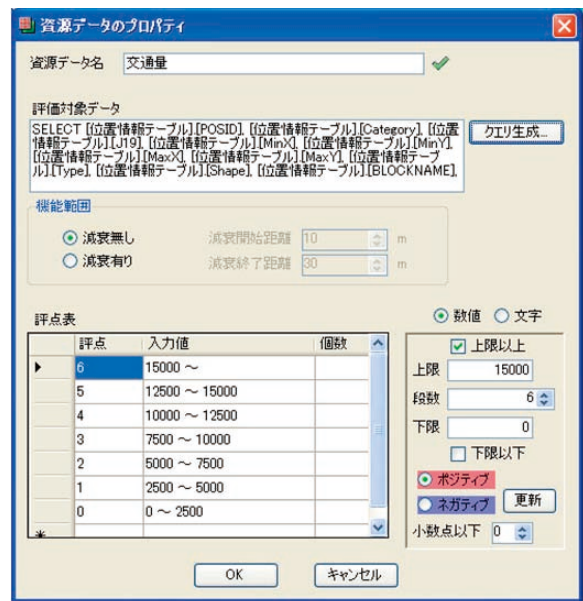 資源データのプロパティ
資源データ名 交通量
評価対象データ
SELECT [(位置情報テーブル].[POSID], [(位置情報テーブル].[Category], [(位置
情報テーブル].[J19], [(位置情報テーブル].[MinX], [(位置情報テーブル].[MinY],
[(位置情報テーブル].[MaxX], [(位置情報テーブル].[MaxY], [(位置情報テーブ
ル].[Type], [(位置情報テーブル].[Shape], [(位置情報テーブル].[BLOCKNAME],
クエリ生成...
機能範囲
減衰無し 減衰開始距離 10 m
減衰有り 減衰終了距離 30 m
評点表
数値 文字
評点 入力値 個数
6 15000 ～
5 12500 ～ 15000
4 10000 ～ 12500
3 7500 ～ 10000
2 5000 ～ 7500
1 2500 ～ 5000
0 0 ～ 2500
上限以上
上限 15000
段数 6
下限 0
下限以下
ポジティブ
ネガティブ 更新
小数点以下 0
OK キャンセル